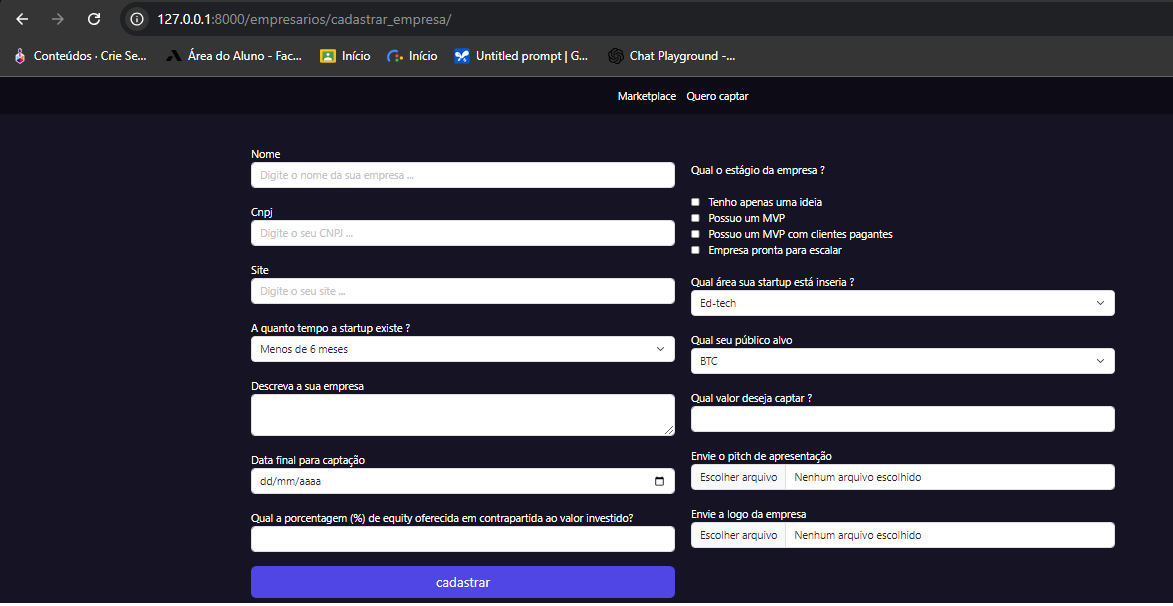 127.0.0.1:8000/empresarios/cadastrar_empresa/
Conteúdos · Crie Se...
Área do Aluno - Fac...
Início
Início
Untitled prompt | G...
Chat Playground -...
Marketplace Quero captar
Nome
Digite o nome da sua empresa ...
Cnpj
Digite o seu CNPJ ...
Site
Digite o seu site ...
A quanto tempo a startup existe ?
Menos de 6 meses
Descreva a sua empresa
Data final para captação
dd/mm/aaaa
Qual a porcentagem (%) de equity oferecida em contrapartida ao valor investido?
cadastrar
Qual o estágio da empresa ?
Tenho apenas uma ideia
Possuo um MVP
Possuo um MVP com clientes pagantes
Empresa pronta para escalar
Qual área sua startup está inseria ?
Ed-tech
Qual seu público alvo
BTC
Qual valor deseja captar ?
Envie o pitch de apresentação
Escolher arquivo Nenhum arquivo escolhido
Envie a logo da empresa
Escolher arquivo Nenhum arquivo escolhido